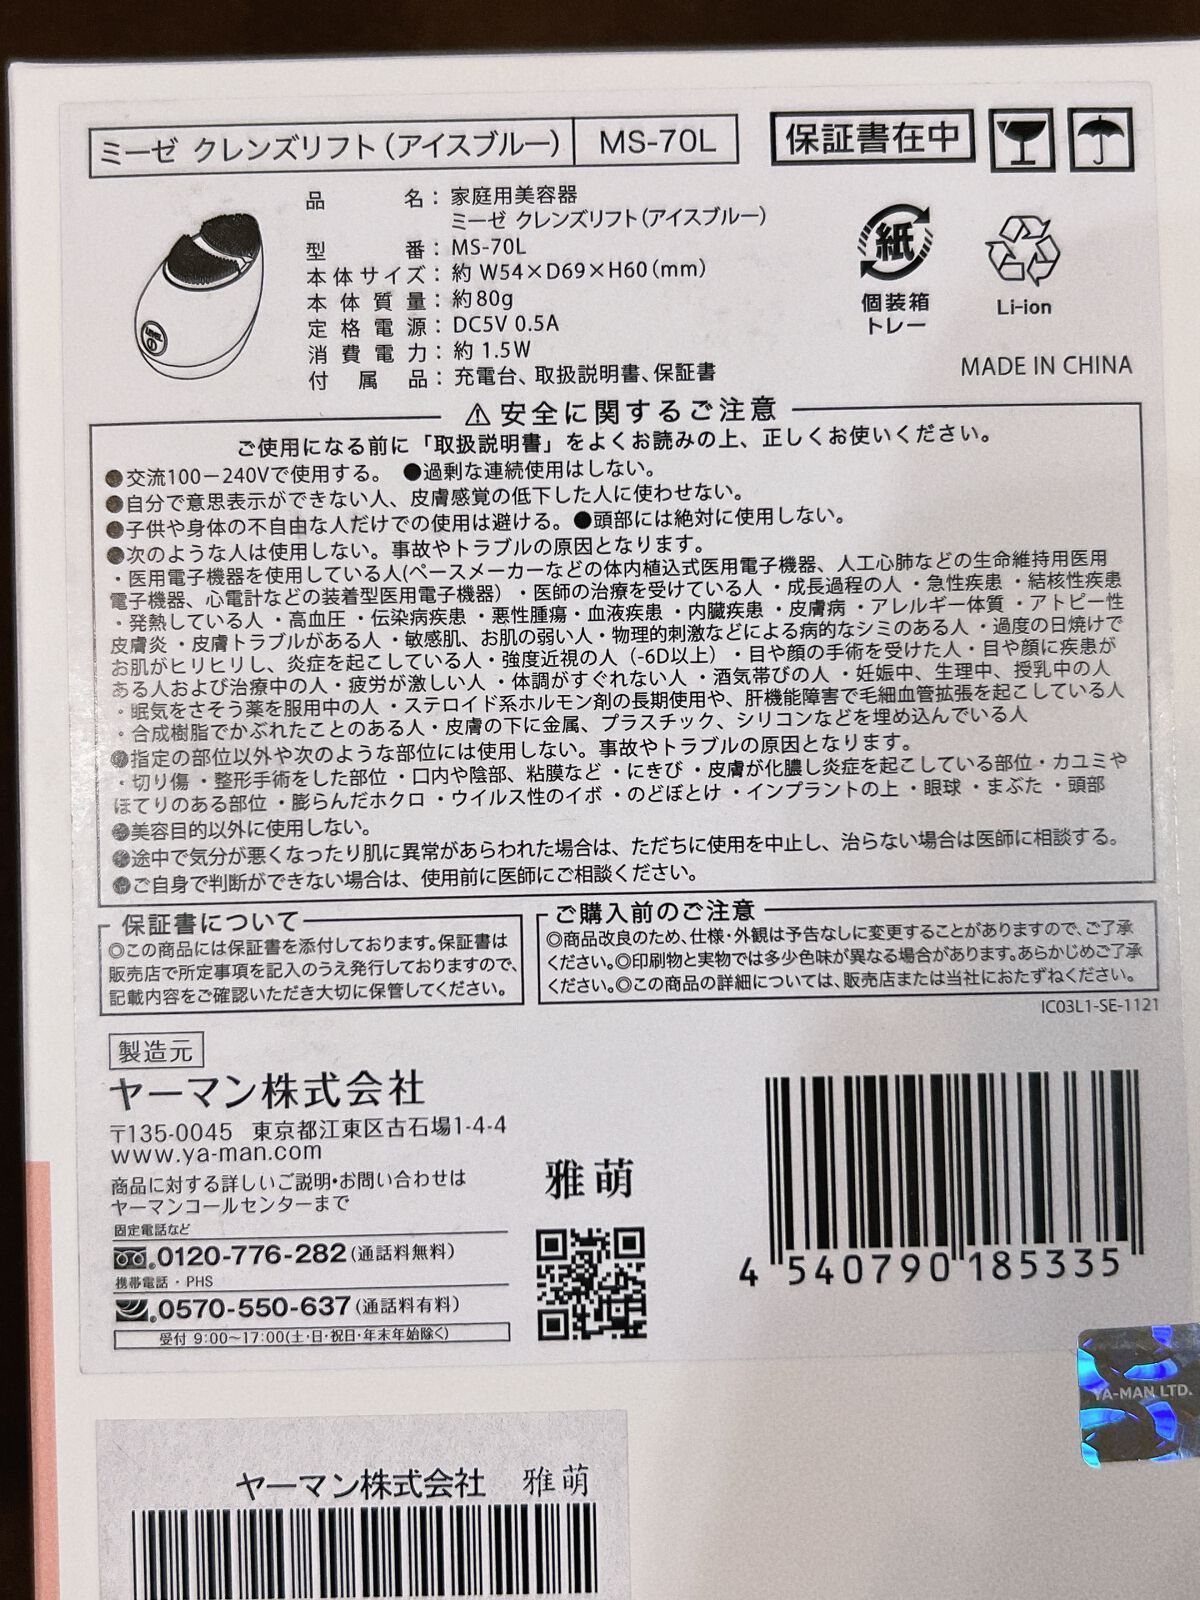 ミーゼ クレンズリフト（アイスブルー） MS-70L 保証書在中
品名：家庭用美容器
ミーゼ クレンズリフト（アイスブルー）
型番：MS-70L
本体サイズ：約 W54×D69×H60（mm）
本体質量：約80g
定格電源：DC5V 0.5A
消費電力：約 1.5W
付属品：充電台、取扱説明書、保証書
紙
個装箱
トレー
Li-ion
MADE IN CHINA
⚠ 安全に関するご注意
ご使用になる前に「取扱説明書」をよくお読みの上、正しくお使いください。
●交流100－240Vで使用する。 ●過剰な連続使用はしない。
●自分で意思表示ができない人、皮膚感覚の低下した人に使わせない。
●子供や身体の不自由な人だけでの使用は避ける。●頭部には絶対に使用しない。
●次のような人は使用しない。事故やトラブルの原因となります。
・医用電子機器を使用している人(ペースメーカーなどの体内植込式医用電子機器、人工心肺などの生命維持用医用
電子機器、心電計などの装着型医用電子機器）・医師の治療を受けている人 ・成長過程の人 ・急性疾患 ・結核性疾患
・発熱している人 ・高血圧 ・伝染病疾患 ・悪性腫瘍 ・血液疾患 ・内臓疾患 ・皮膚病 ・アレルギー体質 ・アトピー性
皮膚炎 ・皮膚トラブルがある人 ・敏感肌、お肌の弱い人 ・物理的刺激などによる病的なシミのある人 ・過度の日焼けで
お肌がヒリヒリし、炎症を起こしている人 ・強度近視の人（-6D以上）・目や顔の手術を受けた人 ・目や顔に疾患が
ある人および治療中の人 ・疲労が激しい人 ・体調がすぐれない人 ・酒気帯びの人 ・妊娠中、生理中、授乳中の人
・眠気をさそう薬を服用中の人 ・ステロイド系ホルモン剤の長期使用や、肝機能障害で毛細血管拡張を起こしている人
・合成樹脂でかぶれたことのある人 ・皮膚の下に金属、プラスチック、シリコンなどを埋め込んでいる人
●指定の部位以外や次のような部位には使用しない。事故やトラブルの原因となります。
・切り傷 ・整形手術をした部位 ・口内や陰部、粘膜など ・にきび ・皮膚が化膿し炎症を起こしている部位 ・カユミや
ほてりのある部位 ・膨らんだホクロ ・ウイルス性のイボ ・のどぼとけ ・インプラントの上 ・眼球 ・まぶた ・頭部
●美容目的以外に使用しない。
●途中で気分が悪くなったり肌に異常があらわれた場合は、ただちに使用を中止し、治らない場合は医師に相談する。
●ご自身で判断ができない場合は、使用前に医師にご相談ください。
保証書について
◎この商品には保証書を添付しております。保証書は
販売店で所定事項を記入のうえ発行しておりますので、
記載内容をご確認いただき大切に保管してください。
ご購入前のご注意
◎商品改良のため、仕様・外観は予告なしに変更することがありますので、ご了承
ください。◎印刷物と実物では多少色味が異なる場合があります。あらかじめご了承
ください。◎この商品の詳細については、販売店または当社におたずねください。
IC03L1-SE-1121
製造元
ヤーマン株式会社
〒135-0045 東京都江東区古石場1-4-4
www.ya-man.com
商品に対する詳しいご説明・お問い合わせは
ヤーマンコールセンターまで
固定電話など
0120-776-282（通話料無料）
携帯電話・PHS
0570-550-637（通話料有料）
受付 9:00～17:00(土・日・祝日・年末年始除く)
雅萌
4 540790 185335
YA-MAN LTD.
ヤーマン株式会社 雅萌